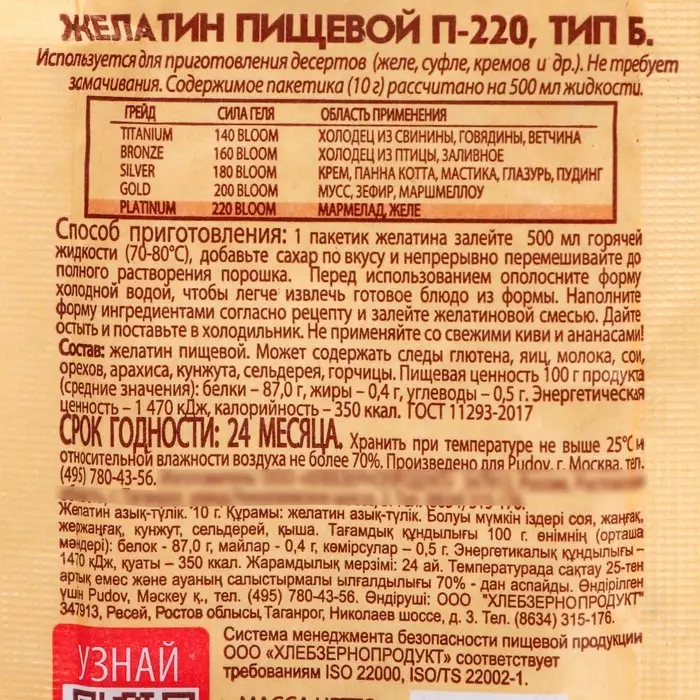 ЖЕЛАТИН ПИЩЕВОЙ П-220, ТИП Б.
Используется для приготовления десертов (желе, суфле, кремов и др.). Не требует
замачивания. Содержимое пакетика (10 г) рассчитано на 500 мл жидкости.
ГРЕЙД СИЛА ГЕЛЯ ОБЛАСТЬ ПРИМЕНЕНИЯ
TITANIUM 140 BLOOM ХОЛОДЕЦ ИЗ СВИНИНЫ, ГОВЯДИНЫ, ВЕТЧИНА
BRONZE 160 BLOOM ХОЛОДЕЦ ИЗ ПТИЦЫ, ЗАЛИВНОЕ
SILVER 180 BLOOM КРЕМ, ПАННА КОТТА, МАСТИКА, ГЛАЗУРЬ, ПУДИНГ
GOLD 200 BLOOM МУСС, ЗЕФИР, МАРШМЕЛЛОУ
PLATINUM 220 BLOOM МАРМЕЛАД, ЖЕЛЕ
Способ приготовления: 1 пакетик желатина залейте 500 мл горячей
жидкости (70-80°С), добавьте сахар по вкусу и непрерывно перемешивайте до
полного растворения порошка. Перед использованием ополосните форму
холодной водой, чтобы легче извлечь готовое блюдо из формы. Наполните
форму ингредиентами согласно рецепту и залейте желатиновой смесью. Дайте
остыть и поставьте в холодильник. Не применяйте со свежими киви и ананасами!
Состав: желатин пищевой. Может содержать следы глютена, яиц, молока, сои,
орехов, арахиса, кунжута, сельдерея, горчицы. Пищевая ценность 100 г продукта
(средние значения): белки – 87,0 г, жиры – 0,4 г, углеводы – 0,5 г. Энергетическая
ценность – 1 470 кДж, калорийность – 350 ккал. ГОСТ 11293-2017
СРОК ГОДНОСТИ: 24 МЕСЯЦА. Хранить при температуре не выше 25°С и
относительной влажности воздуха не более 70%. Произведено для Pudov, г. Москва, тел.
(495) 780-43-56.
Желатин азық-түлік. 10 г. Құрамы: желатин азық-түлік. Болуы мүмкін іздері соя, жаңғақ,
жержаңғақ, кунжут, сельдерей, қыша. Тағамдық құндылығы 100 г. өнімнің (орташа
мәндері): белок - 87,0 г, майлар - 0,4 г, көмірсулар – 0,5 г. Энергетикалық құндылығы –
1470 кДж, қуаты – 350 ккал. Жарамдылық мерзімі: 24 ай. Температурада сақтау 25-тен
артық емес және ауаның салыстырмалы ылғалдылығы 70% - дан аспайды. Өндірілген
үшін Pudov, Мәскеу қ., тел. (495) 780-43-56. Өндіруші: ООО "ХЛЕБЗЕРНОПРОДУКТ"
347913, Ресей, Ростов облысы, Таганрог, Николаев шоссе, д. 3. Тел. (8634) 315-176.
Система менеджмента безопасности пищевой продукции
ООО «ХЛЕБЗЕРНОПРОДУКТ» соответствует
требованиям ISO 22000, ISO/TS 22002-1.
УЗНАЙ
МАССА НЕТТО